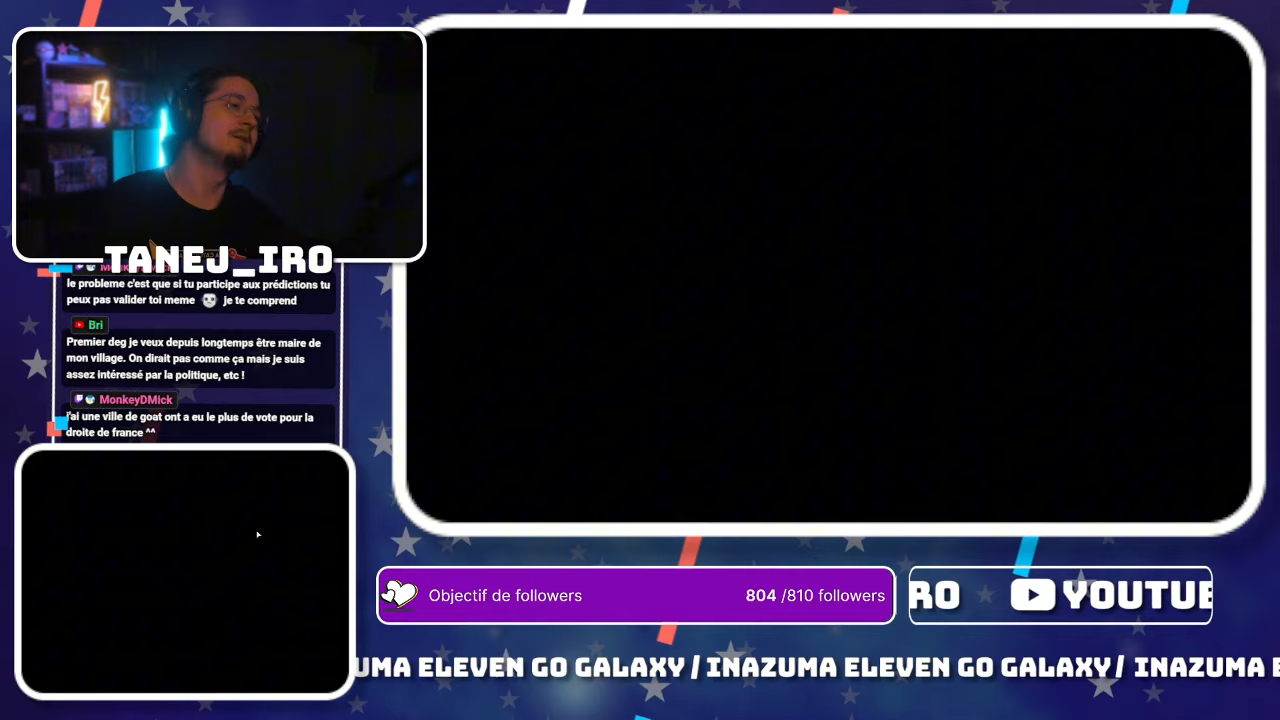 TANEJ_IRO
le probleme c'est que si tu participe aux prédictions tu
peux pas valider toi meme je te comprend
Bri
Premier deg je veux depuis longtemps être maire de
mon village. On dirait pas comme ça mais je suis
assez intéressé par la politique, etc !
MonkeyDMick
j'ai une ville de goat ont a eu le plus de vote pour la
droite de france ^^
Objectif de followers 804 /810 followers
RO YOUTUBE
UMA ELEVEN GO GALAXY / INAZUMA ELEVEN GO GALAXY / INAZUMA E